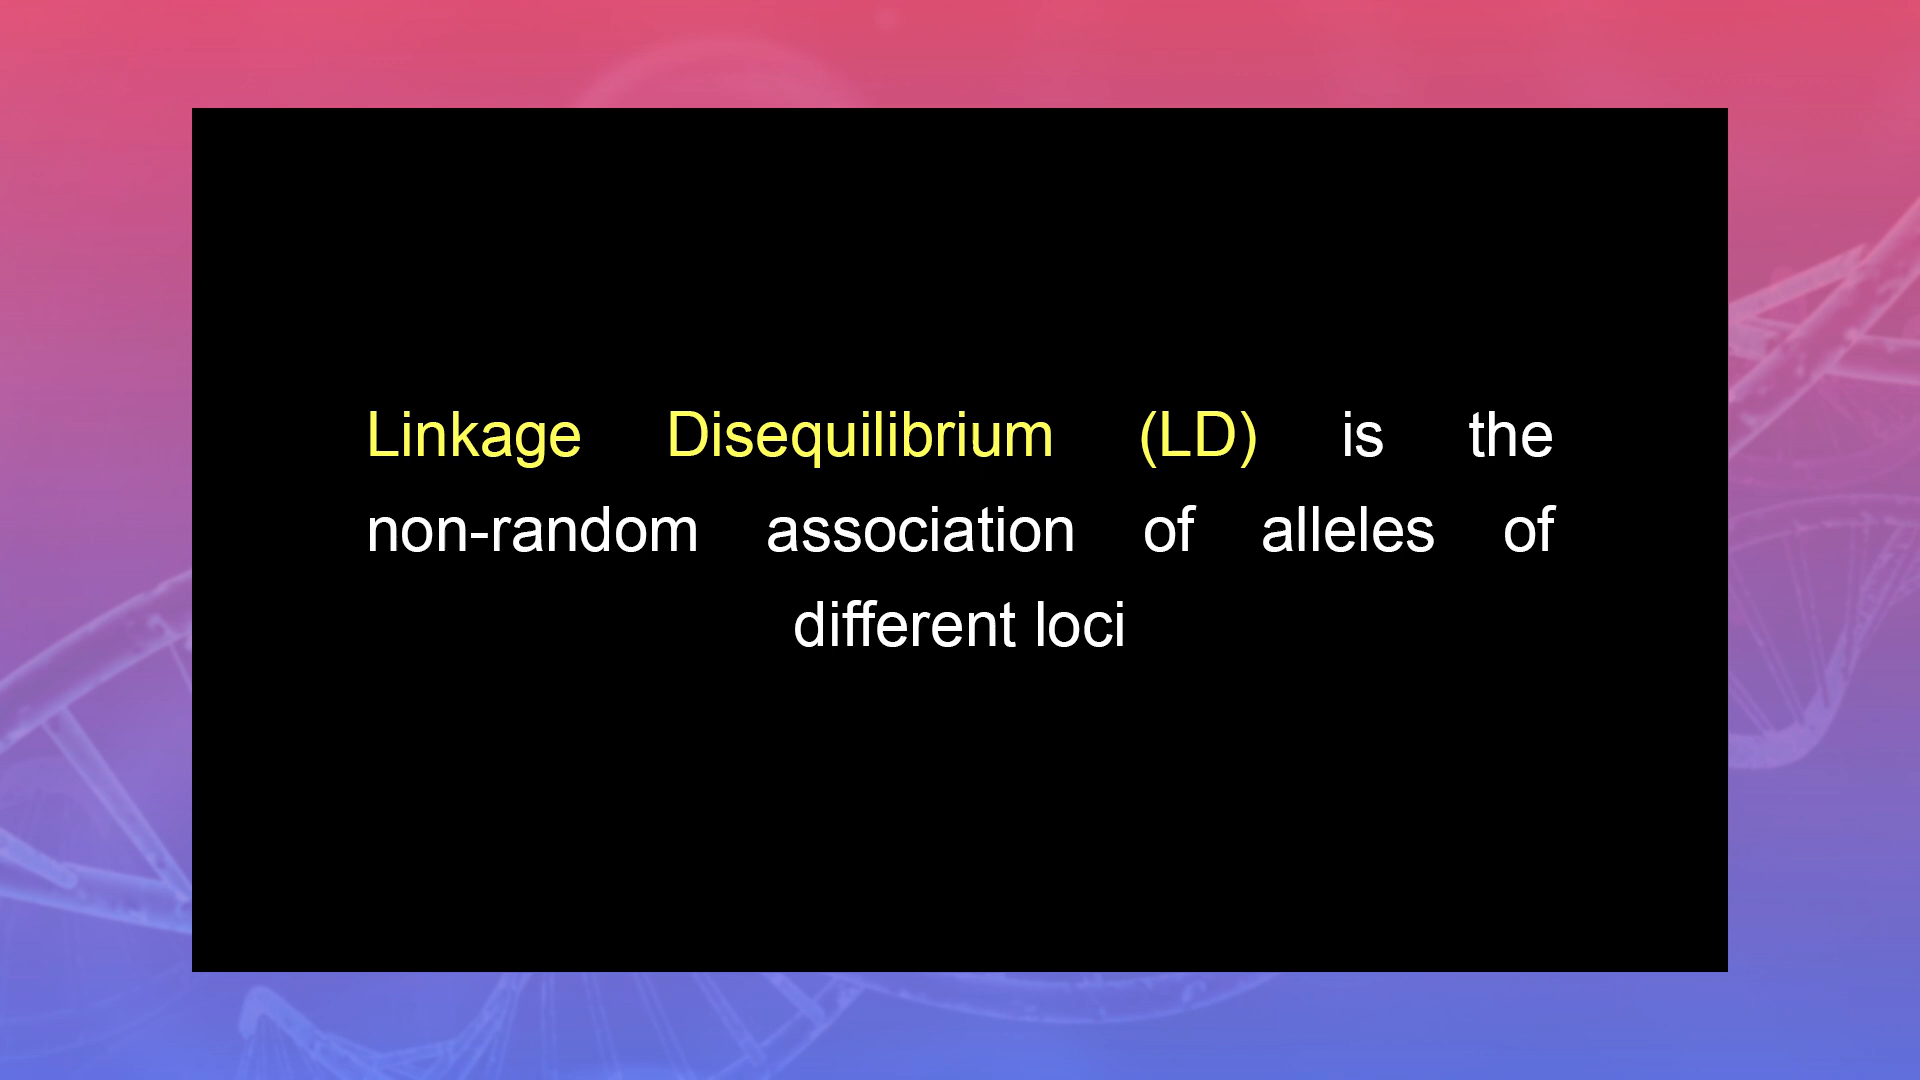 Linkage Disequilibrium (LD) is the
non-random association of alleles of
different loci